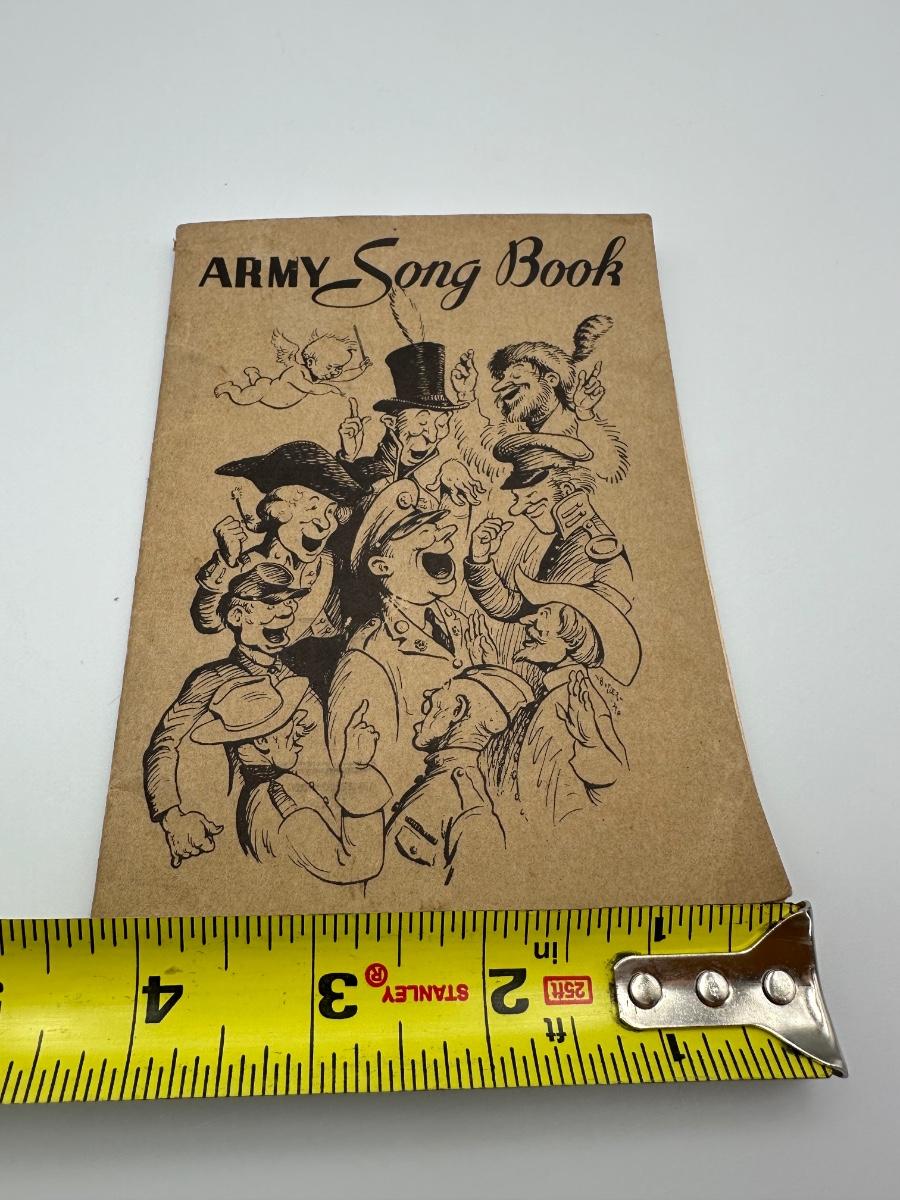 ARMY Song Book
4 3 STANLEY® 2 in 25ft 1
ft 1